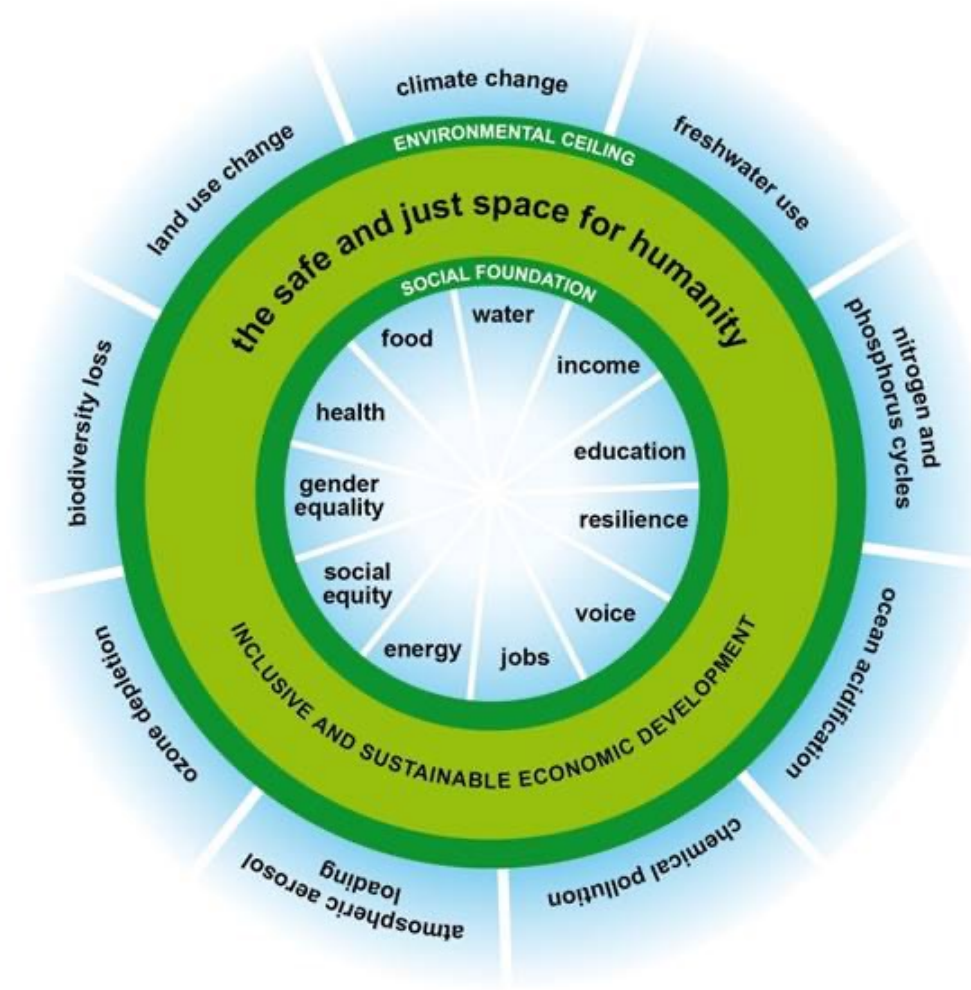 climate change
freshwater use
nitrogen and
phosphorus cycles
ocean acidification
chemical pollution
atmospheric aerosol
loading
ozone depletion
biodiversity loss
land use change
ENVIRONMENTAL CEILING
the safe and just space for humanity
SOCIAL FOUNDATION
water
income
education
resilience
voice
jobs
energy
social
equity
gender
equality
health
food
INCLUSIVE AND SUSTAINABLE ECONOMIC DEVELOPMENT